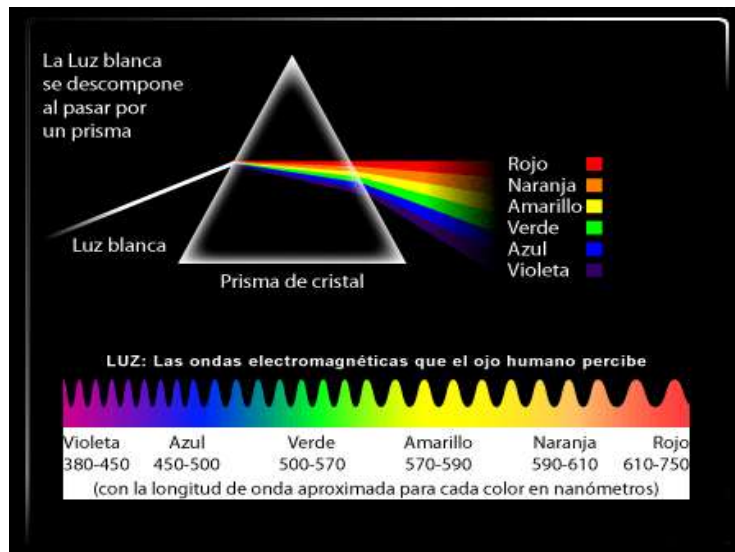 La Luz blanca
se descompone
al pasar por
un prisma
Luz blanca
Prisma de cristal
Rojo
Naranja
Amarillo
Verde
Azul
Violeta
LUZ: Las ondas electromagnéticas que el ojo humano percibe
Violeta Azul Verde Amarillo Naranja Rojo
380-450 450-500 500-570 570-590 590-610 610-750
(con la longitud de onda aproximada para cada color en nanómetros)